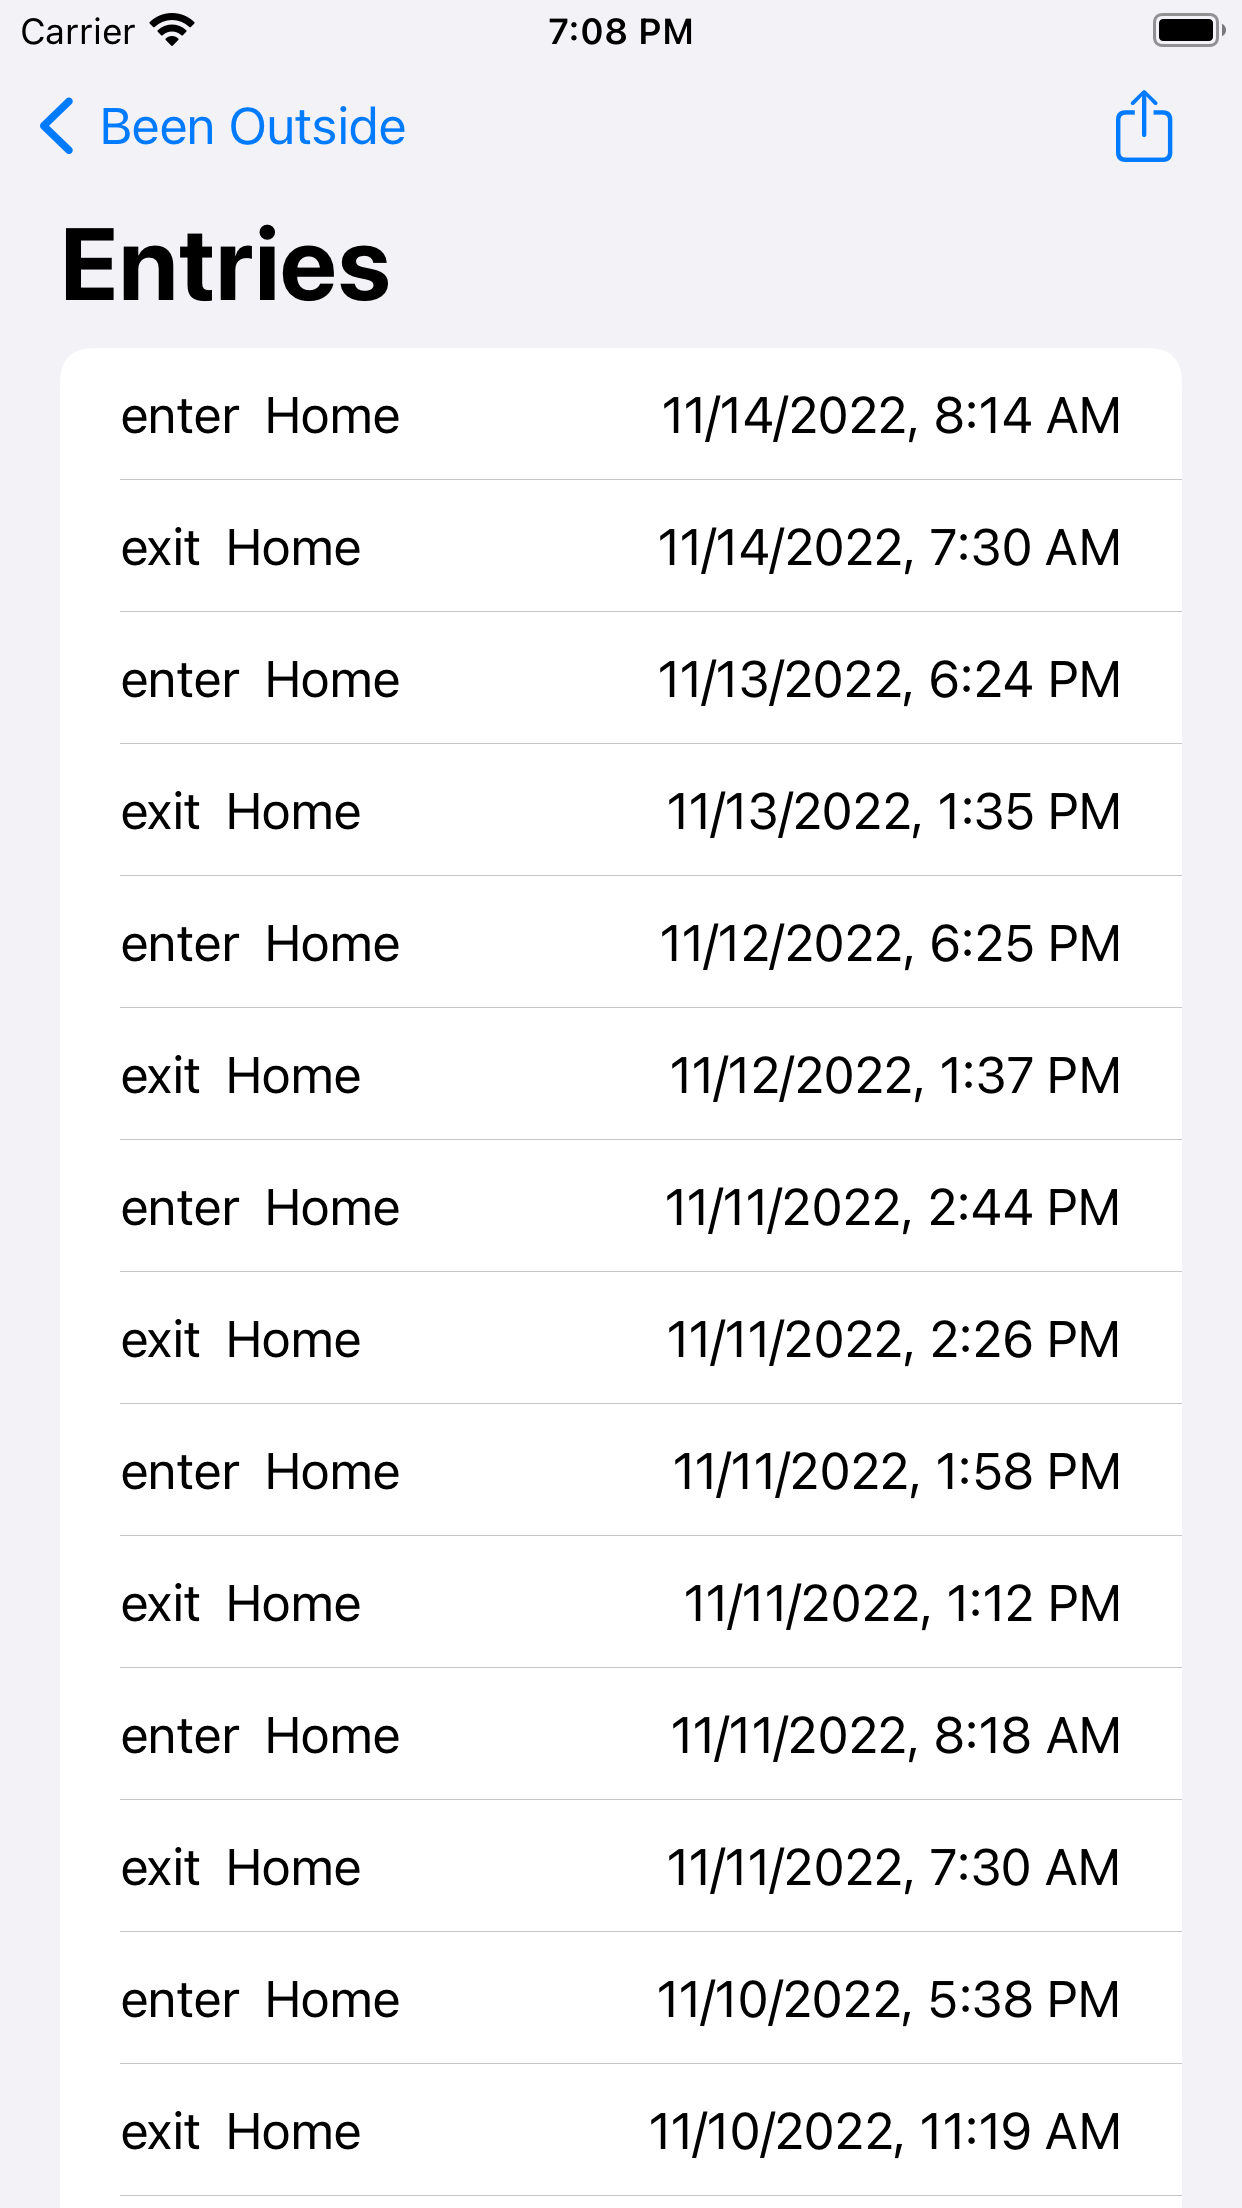 Carrier 7:08 PM
Been Outside
Entries
enter Home 11/14/2022, 8:14 AM
exit Home 11/14/2022, 7:30 AM
enter Home 11/13/2022, 6:24 PM
exit Home 11/13/2022, 1:35 PM
enter Home 11/12/2022, 6:25 PM
exit Home 11/12/2022, 1:37 PM
enter Home 11/11/2022, 2:44 PM
exit Home 11/11/2022, 2:26 PM
enter Home 11/11/2022, 1:58 PM
exit Home 11/11/2022, 1:12 PM
enter Home 11/11/2022, 8:18 AM
exit Home 11/11/2022, 7:30 AM
enter Home 11/10/2022, 5:38 PM
exit Home 11/10/2022, 11:19 AM